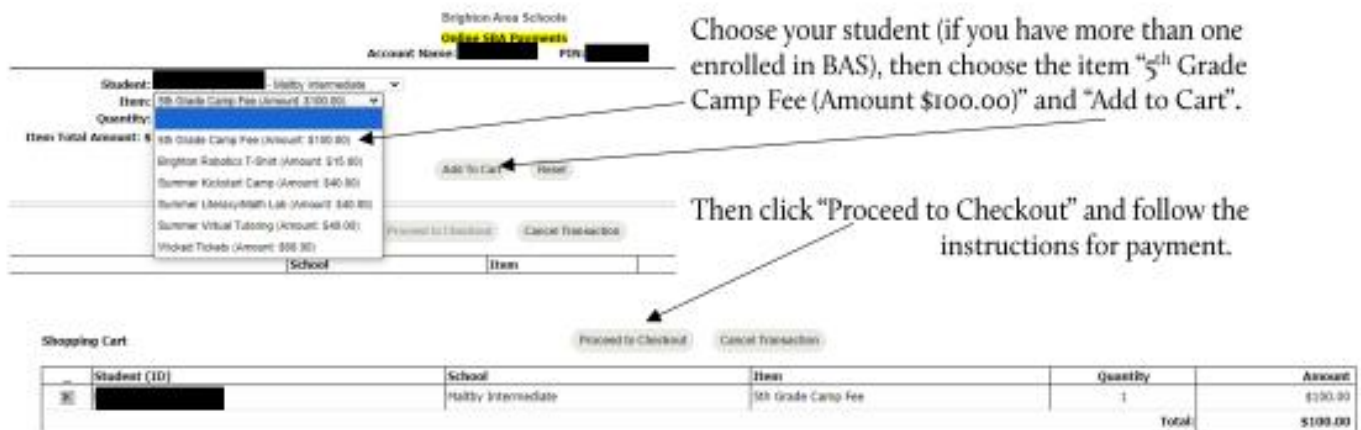 Brighton Area Schools
Online SBA Payments
Account Name: PIN:
Choose your student (if you have more than one
enrolled in BAS), then choose the item “5th Grade
Camp Fee (Amount $100.00)” and “Add to Cart”.
Student: - Maltby Intermediate
Item: 5th Grade Camp Fee (Amount: $100.00)
Quantity:
Item Total Amount: $
5th Grade Camp Fee (Amount: $100.00)
Brighton Robotics T-Shirt (Amount: $15.00)
Summer Kickstart Camp (Amount: $40.00)
Summer Literacy/Math Lab (Amount: $40.00)
Summer Virtual Tutoring (Amount: $40.00)
Wicked Tickets (Amount:
Add To Cart Reset
Then click “Proceed to Checkout” and follow the
instructions for payment.
Proceed to Checkout Cancel Transaction
School Item
Shopping Cart Proceed to Checkout Cancel Transaction
Student (ID) School Item Quantity Amount
Maltby Intermediate 5th Grade Camp Fee 1 $100.00
Total: $100.00